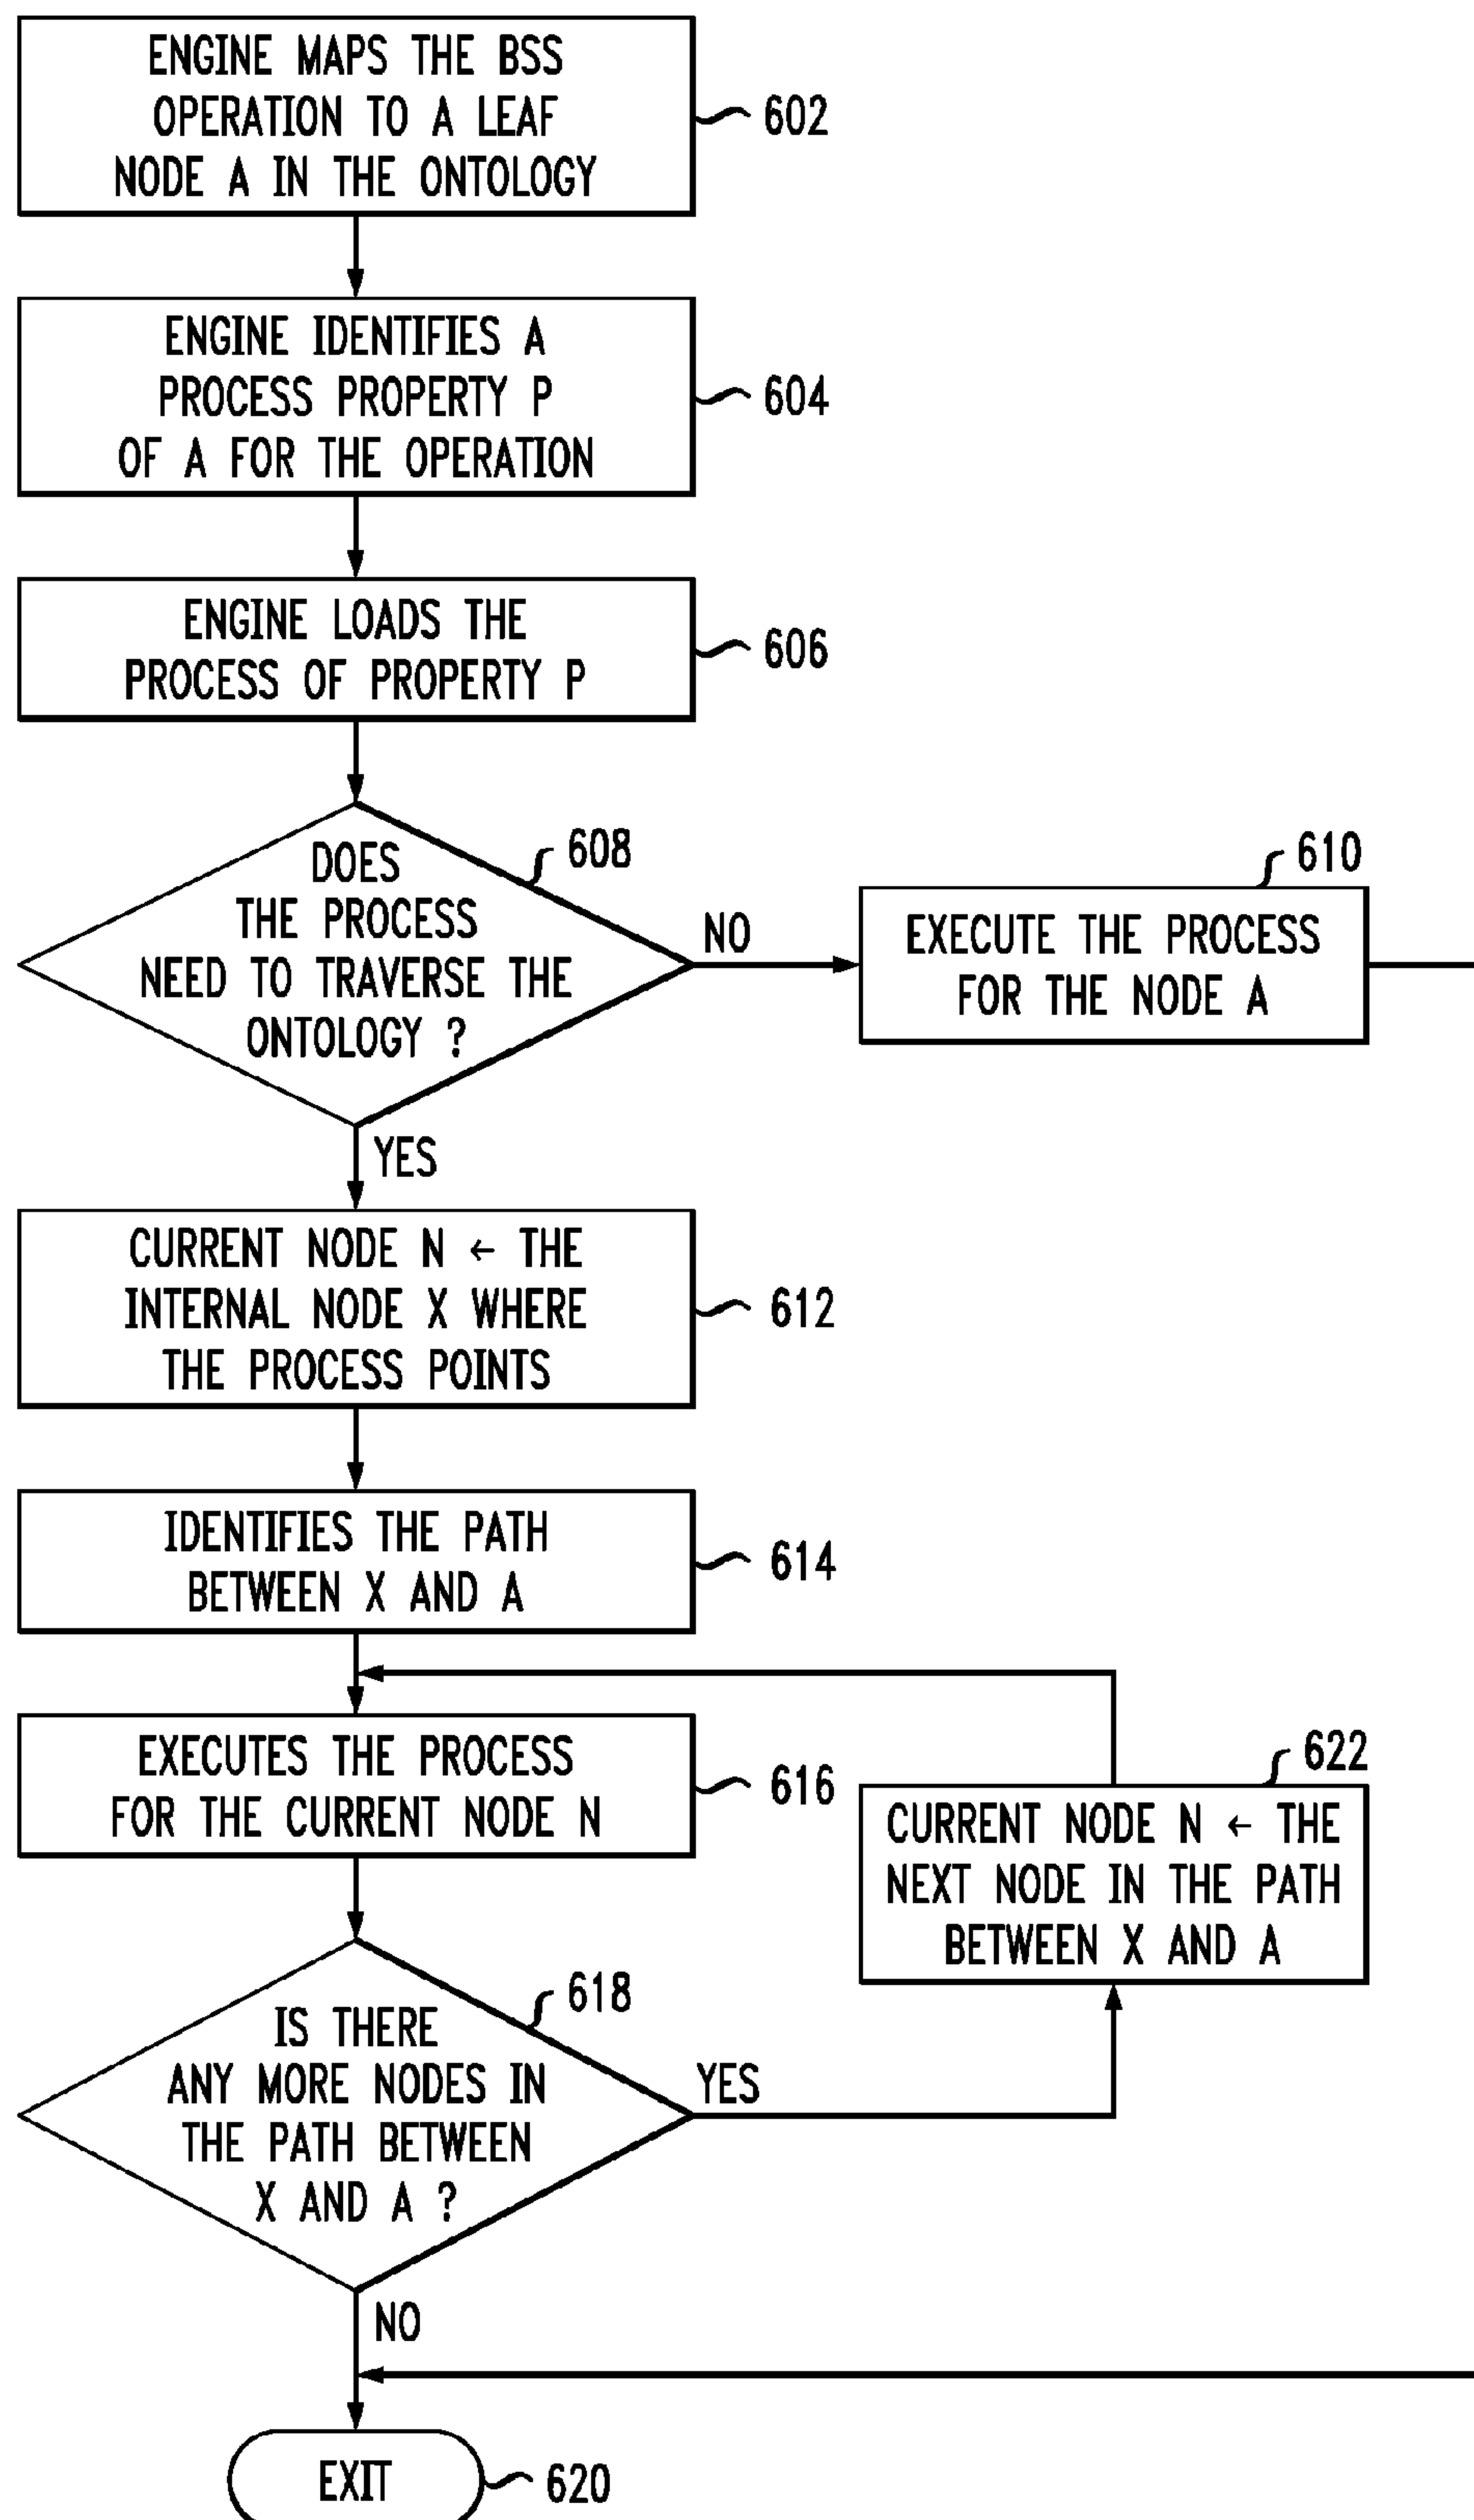 ENGINE MAPS THE BSS
OPERATION TO A LEAF
NODE A IN THE ONTOLOGY
602
ENGINE IDENTIFIES A
PROCESS PROPERTY P
OF A FOR THE OPERATION
604
ENGINE LOADS THE
PROCESS OF PROPERTY P
606
DOES
THE PROCESS
NEED TO TRAVERSE THE
ONTOLOGY ?
608
NO
EXECUTE THE PROCESS
FOR THE NODE A
610
YES
CURRENT NODE N ← THE
INTERNAL NODE X WHERE
THE PROCESS POINTS
612
IDENTIFIES THE PATH
BETWEEN X AND A
614
EXECUTES THE PROCESS
FOR THE CURRENT NODE N
616
622
CURRENT NODE N ← THE
NEXT NODE IN THE PATH
BETWEEN X AND A
IS THERE
ANY MORE NODES IN
THE PATH BETWEEN
X AND A ?
618
YES
NO
EXIT
620